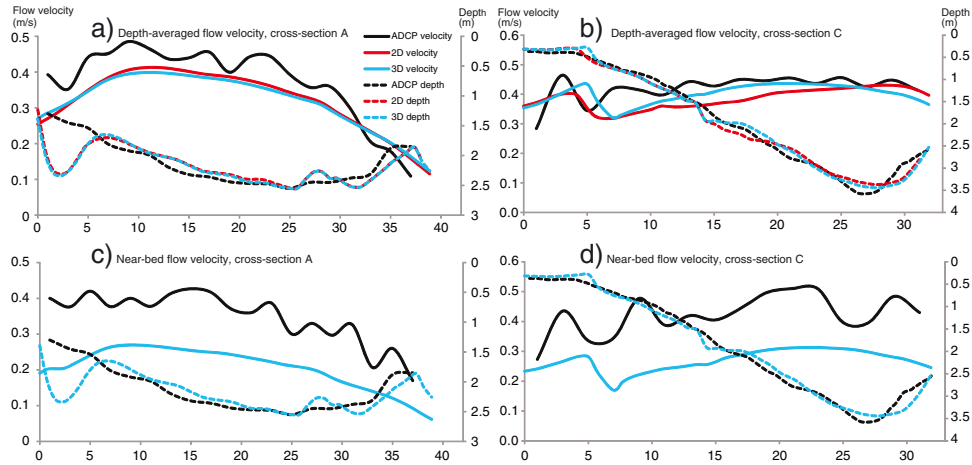 Flow velocity
(m/s)
a) Depth-averaged flow velocity, cross-section A
Depth
(m)
ADCP velocity
2D velocity
3D velocity
ADCP depth
2D depth
3D depth
0.5
0.4
0.3
0.2
0.1
0
0
0.5
1
1.5
2
2.5
3
0 5 10 15 20 25 30 35 40
Flow velocity
(m/s)
b) Depth-averaged flow velocity, cross-section C
Depth
(m)
0.6
0.5
0.4
0.3
0.2
0.1
0.0
0
0.5
1
1.5
2
2.5
3
3.5
4
0 5 10 15 20 25 30
c) Near-bed flow velocity, cross-section A
0.5
0.4
0.3
0.2
0.1
0
0
0.5
1
1.5
2
2.5
3
0 5 10 15 20 25 30 35 40
d) Near-bed flow velocity, cross-section C
0.6
0.5
0.4
0.3
0.2
0.1
0.0
0
0.5
1
1.5
2
2.5
3
3.5
4
0 5 10 15 20 25 30